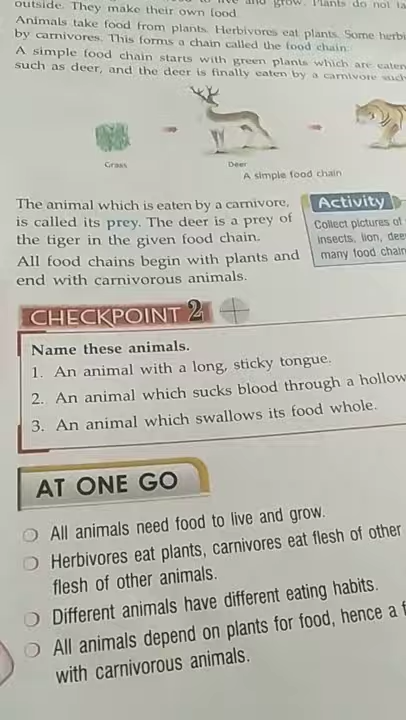 outside. They make their own food.
Animals take food from plants. Herbivores eat plants. Some herbi
by carnivores. This forms a chain called the food chain.
A simple food chain starts with green plants which are eaten
such as deer, and the deer is finally eaten by a carnivore such
Grass
Deer
A simple food chain
The animal which is eaten by a carnivore,
is called its prey. The deer is a prey of
the tiger in the given food chain.
All food chains begin with plants and
end with carnivorous animals.
Activity
Collect pictures of
insects, lion, dee
many food chain
CHECKPOINT 2
Name these animals.
1. An animal with a long, sticky tongue.
2. An animal which sucks blood through a hollow
3. An animal which swallows its food whole.
AT ONE GO
All animals need food to live and grow.
Herbivores eat plants, carnivores eat flesh of other
flesh of other animals.
Different animals have different eating habits.
All animals depend on plants for food, hence a f
with carnivorous animals.